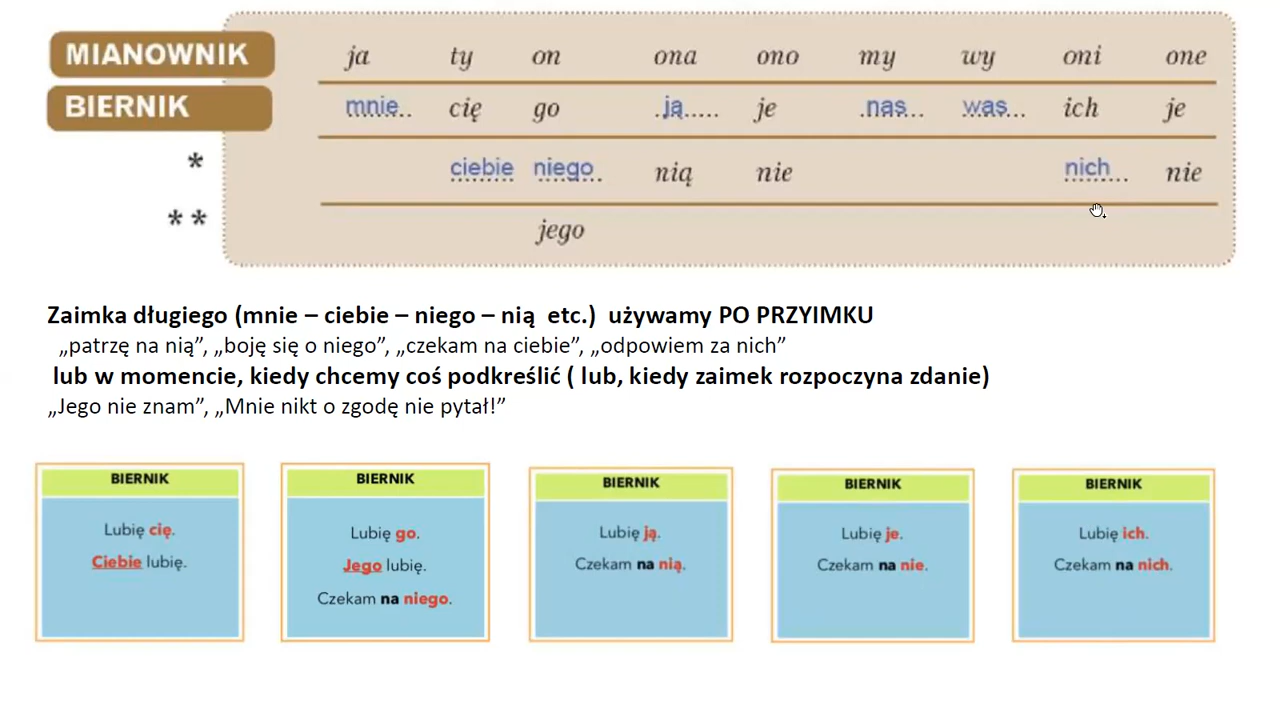 MIANOWNIK ja ty on ona ono my wy oni one
BIERNIK mnie.. cię go .ją..... je .nas... was... ich je
* ciebie niego. nią nie nich.. nie
** jego
Zaimka długiego (mnie – ciebie – niego – nią etc.) używamy PO PRZYIMKU
„patrzę na nią”, „boję się o niego”, „czekam na ciebie”, „odpowiem za nich”
lub w momencie, kiedy chcemy coś podkreślić ( lub, kiedy zaimek rozpoczyna zdanie)
„Jego nie znam”, „Mnie nikt o zgodę nie pytał!”
BIERNIK
Lubię cię.
Ciebie lubię.
BIERNIK
Lubię go.
Jego lubię.
Czekam na niego.
BIERNIK
Lubię ją.
Czekam na nią.
BIERNIK
Lubię je.
Czekam na nie.
BIERNIK
Lubię ich.
Czekam na nich.